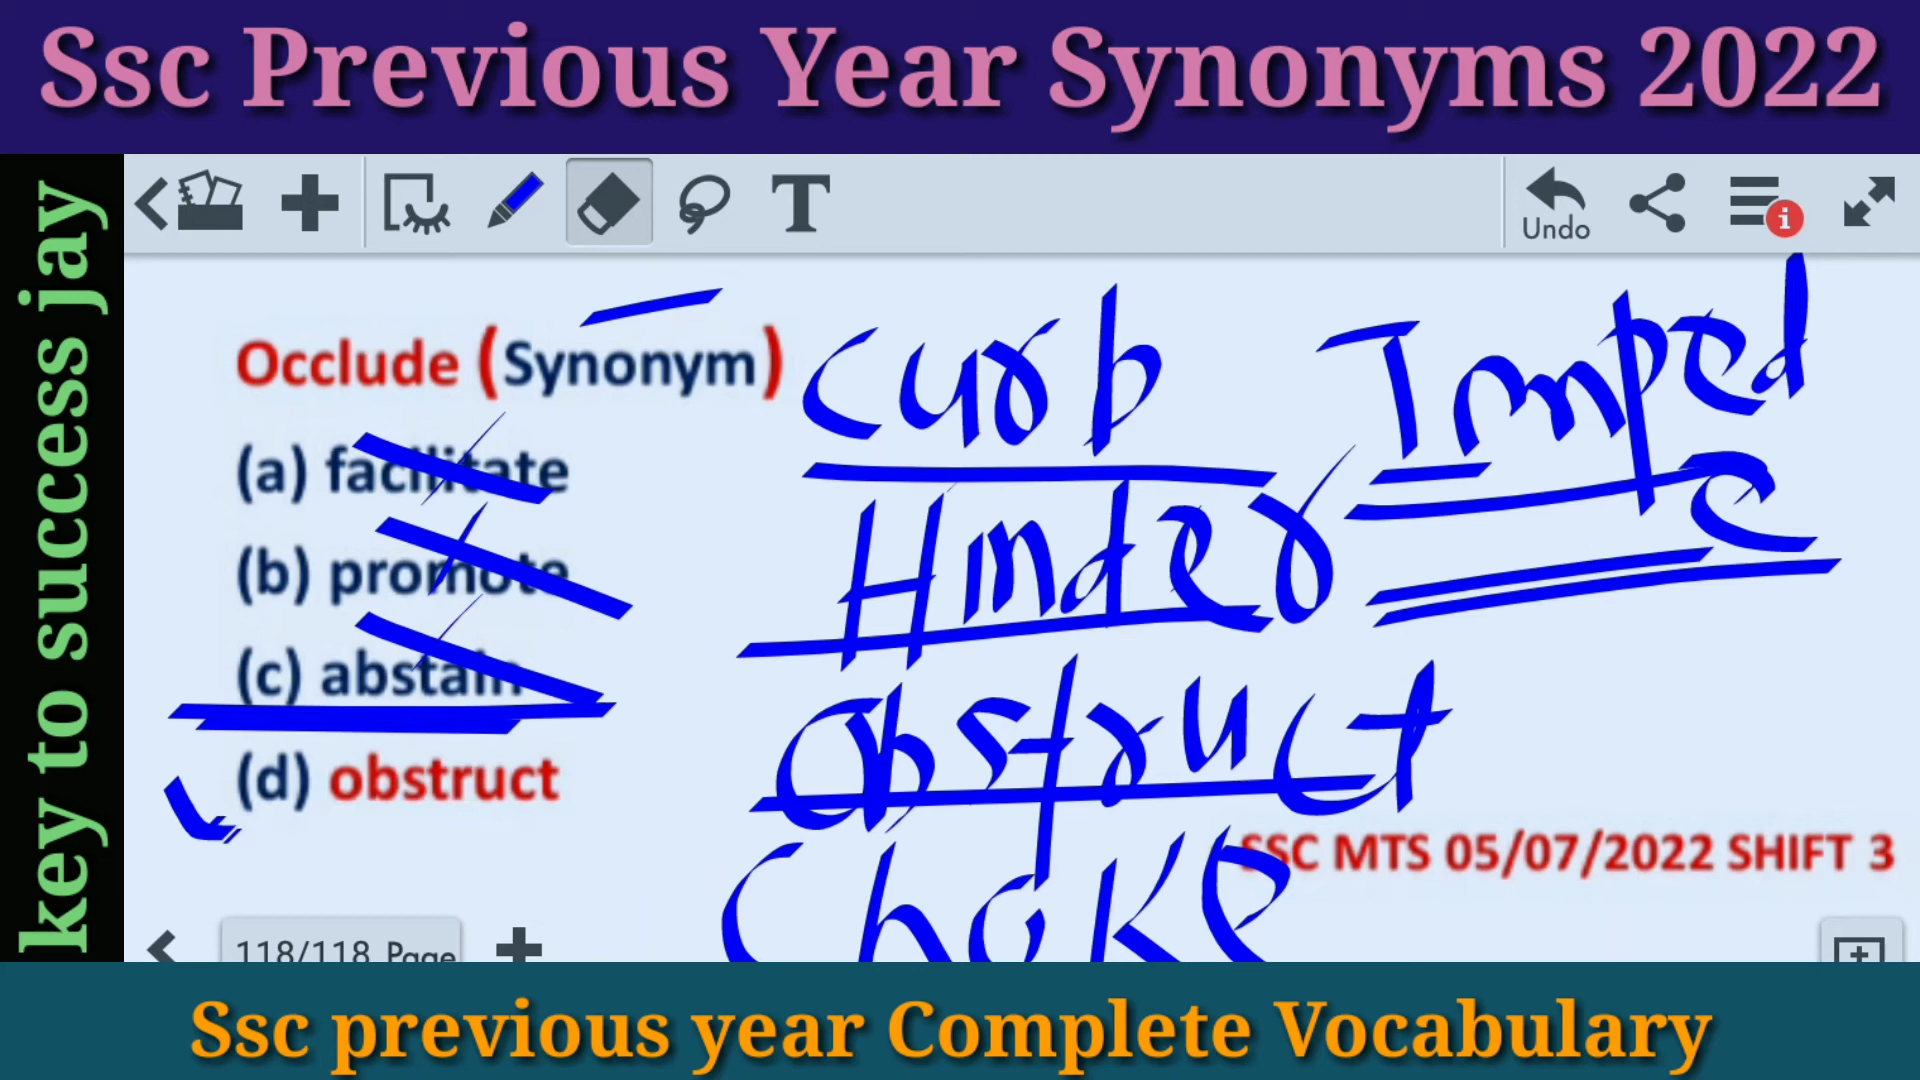 Ssc Previous Year Synonyms 2022
key to success jay
Undo
Occlude (Synonym)
(a) facilitate
(b) promote
(c) abstain
(d) obstruct
Curb
Imped
e
Hinder
Obstruct
Choke
SSC MTS 05/07/2022 SHIFT 3
118/118 Page
Ssc previous year Complete Vocabulary